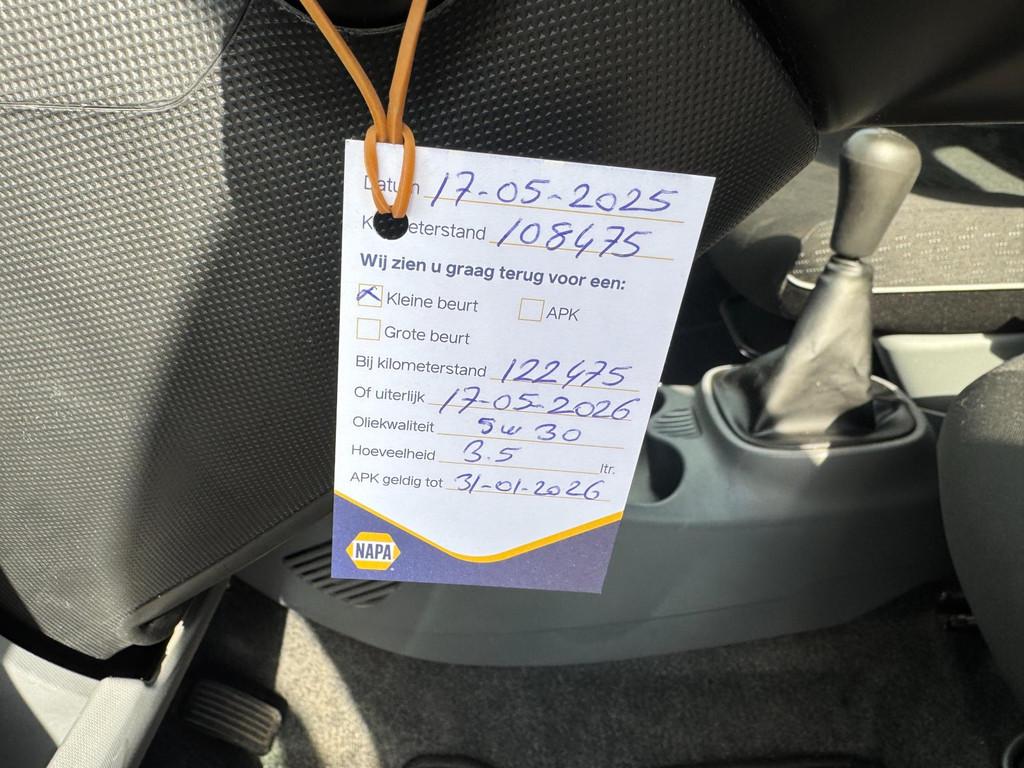 Datum 17-05-2025
K eterstand 108475
Wij zien u graag terug voor een:
Kleine beurt APK
Grote beurt
Bij kilometerstand 122475
Of uiterlijk 17-05-2026
Oliekwaliteit 5w30
Hoeveelheid 3.5 ltr.
APK geldig tot 31-01-2026
NAPA